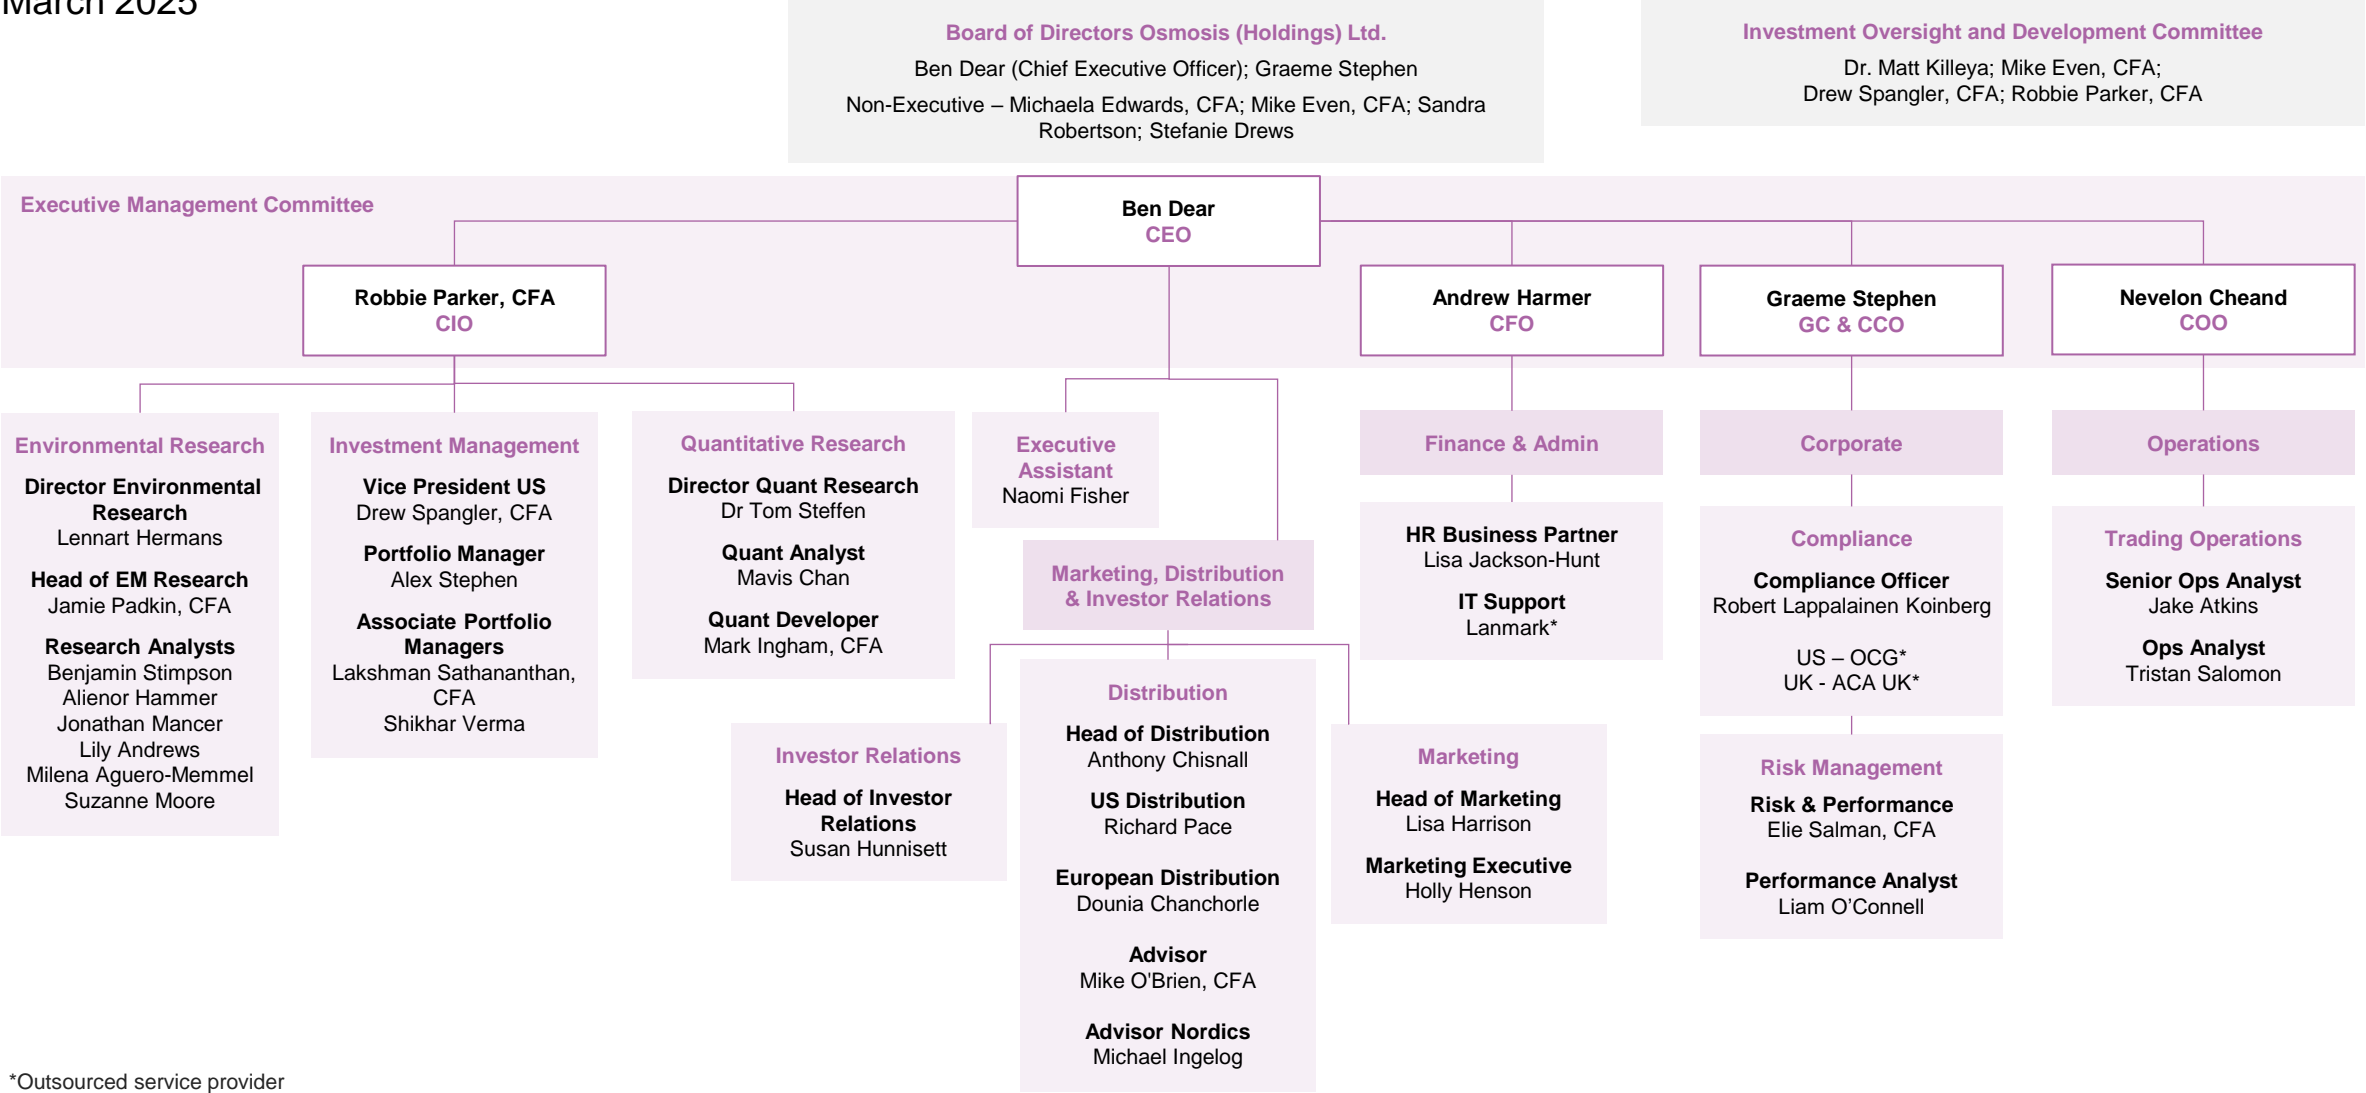 March 2025
Board of Directors Osmosis (Holdings) Ltd.
Ben Dear (Chief Executive Officer); Graeme Stephen
Non-Executive – Michaela Edwards, CFA; Mike Even, CFA; Sandra
Robertson; Stefanie Drews
Investment Oversight and Development Committee
Dr. Matt Killeya; Mike Even, CFA;
Drew Spangler, CFA; Robbie Parker, CFA
Executive Management Committee
Ben Dear
CEO
Robbie Parker, CFA
CIO
Andrew Harmer
CFO
Graeme Stephen
GC & CCO
Nevelon Cheand
COO
Environmental Research
Director Environmental
Research
Lennart Hermans
Head of EM Research
Jamie Padkin, CFA
Research Analysts
Benjamin Stimpson
Alienor Hammer
Jonathan Mancer
Lily Andrews
Milena Aguero-Memmel
Suzanne Moore
Investment Management
Vice President US
Drew Spangler, CFA
Portfolio Manager
Alex Stephen
Associate Portfolio
Managers
Lakshman Sathananthan,
CFA
Shikhar Verma
Quantitative Research
Director Quant Research
Dr Tom Steffen
Quant Analyst
Mavis Chan
Quant Developer
Mark Ingham, CFA
Executive
Assistant
Naomi Fisher
Marketing, Distribution
& Investor Relations
Investor Relations
Head of Investor
Relations
Susan Hunnisett
Distribution
Head of Distribution
Anthony Chisnall
US Distribution
Richard Pace
European Distribution
Dounia Chanchorle
Advisor
Mike O'Brien, CFA
Advisor Nordics
Michael Ingelog
Marketing
Head of Marketing
Lisa Harrison
Marketing Executive
Holly Henson
Finance & Admin
HR Business Partner
Lisa Jackson-Hunt
IT Support
Lanmark*
Corporate
Compliance
Compliance Officer
Robert Lappalainen Koinberg
US – OCG*
UK - ACA UK*
Risk Management
Risk & Performance
Elie Salman, CFA
Performance Analyst
Liam O’Connell
Operations
Trading Operations
Senior Ops Analyst
Jake Atkins
Ops Analyst
Tristan Salomon
*Outsourced service provider